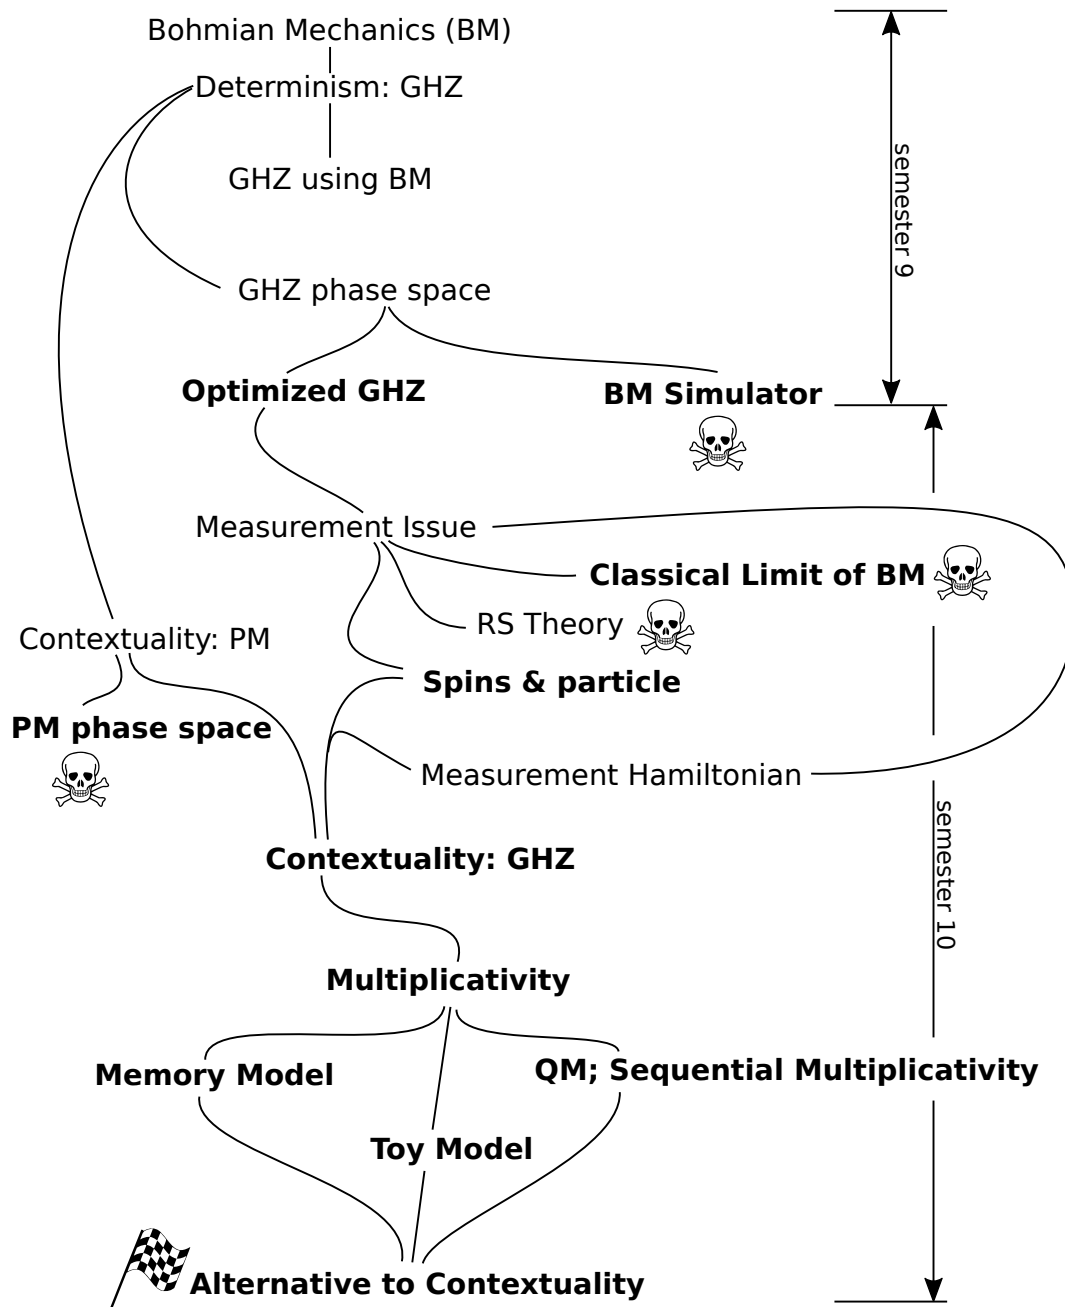 Bohmian Mechanics (BM)
Determinism: GHZ
GHZ using BM
semester 9
GHZ phase space
Optimized GHZ
BM Simulator
Measurement Issue
Classical Limit of BM
RS Theory
Contextuality: PM
Spins & particle
PM phase space
Measurement Hamiltonian
semester 10
Contextuality: GHZ
Multiplicativity
Memory Model
QM; Sequential Multiplicativity
Toy Model
Alternative to Contextuality